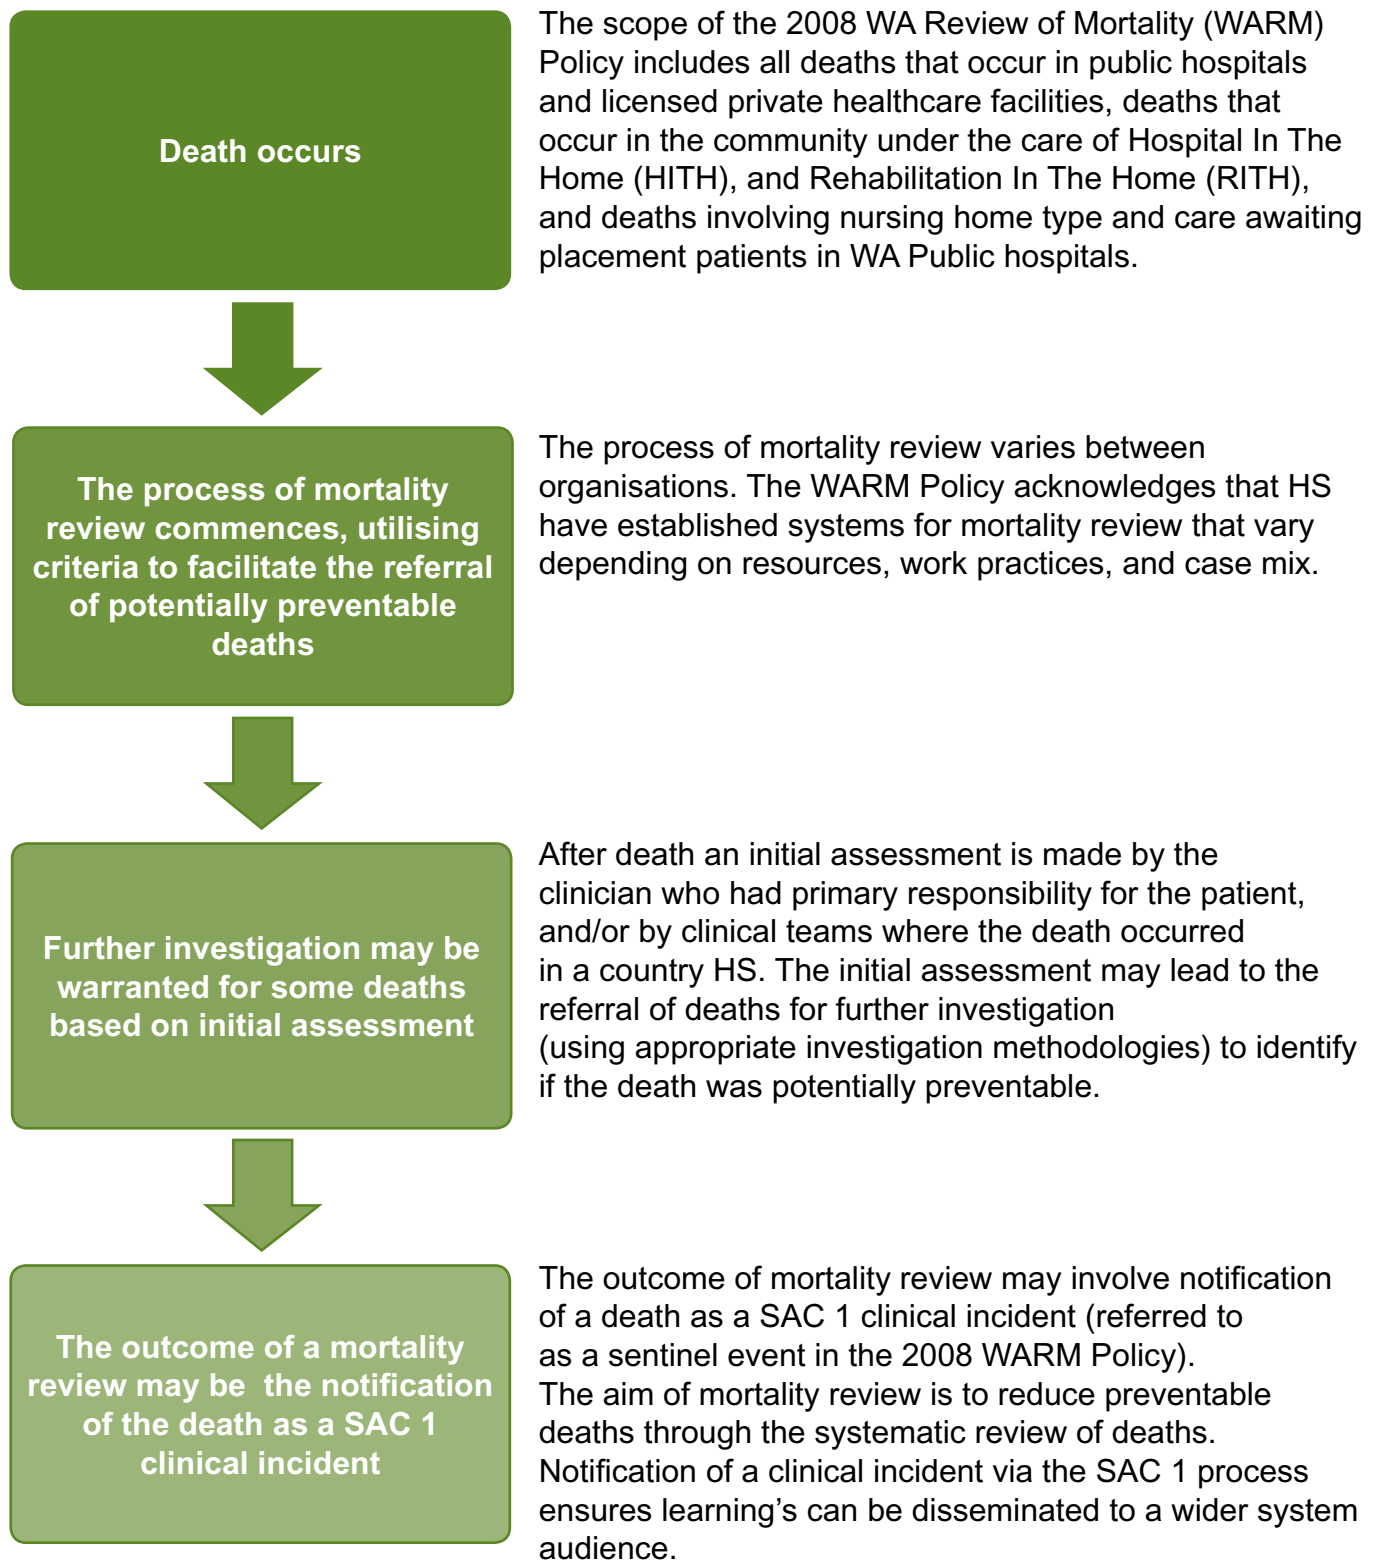 Death occurs
The scope of the 2008 WA Review of Mortality (WARM)
Policy includes all deaths that occur in public hospitals
and licensed private healthcare facilities, deaths that
occur in the community under the care of Hospital In The
Home (HITH), and Rehabilitation In The Home (RITH),
and deaths involving nursing home type and care awaiting
placement patients in WA Public hospitals.
The process of mortality
review commences, utilising
criteria to facilitate the referral
of potentially preventable
deaths
The process of mortality review varies between
organisations. The WARM Policy acknowledges that HS
have established systems for mortality review that vary
depending on resources, work practices, and case mix.
Further investigation may be
warranted for some deaths
based on initial assessment
After death an initial assessment is made by the
clinician who had primary responsibility for the patient,
and/or by clinical teams where the death occurred
in a country HS. The initial assessment may lead to the
referral of deaths for further investigation
(using appropriate investigation methodologies) to identify
if the death was potentially preventable.
The outcome of a mortality
review may be  the notification
of the death as a SAC 1
clinical incident
The outcome of mortality review may involve notification
of a death as a SAC 1 clinical incident (referred to
as a sentinel event in the 2008 WARM Policy).
The aim of mortality review is to reduce preventable
deaths through the systematic review of deaths.
Notification of a clinical incident via the SAC 1 process
ensures learning's can be disseminated to a wider system
audience.